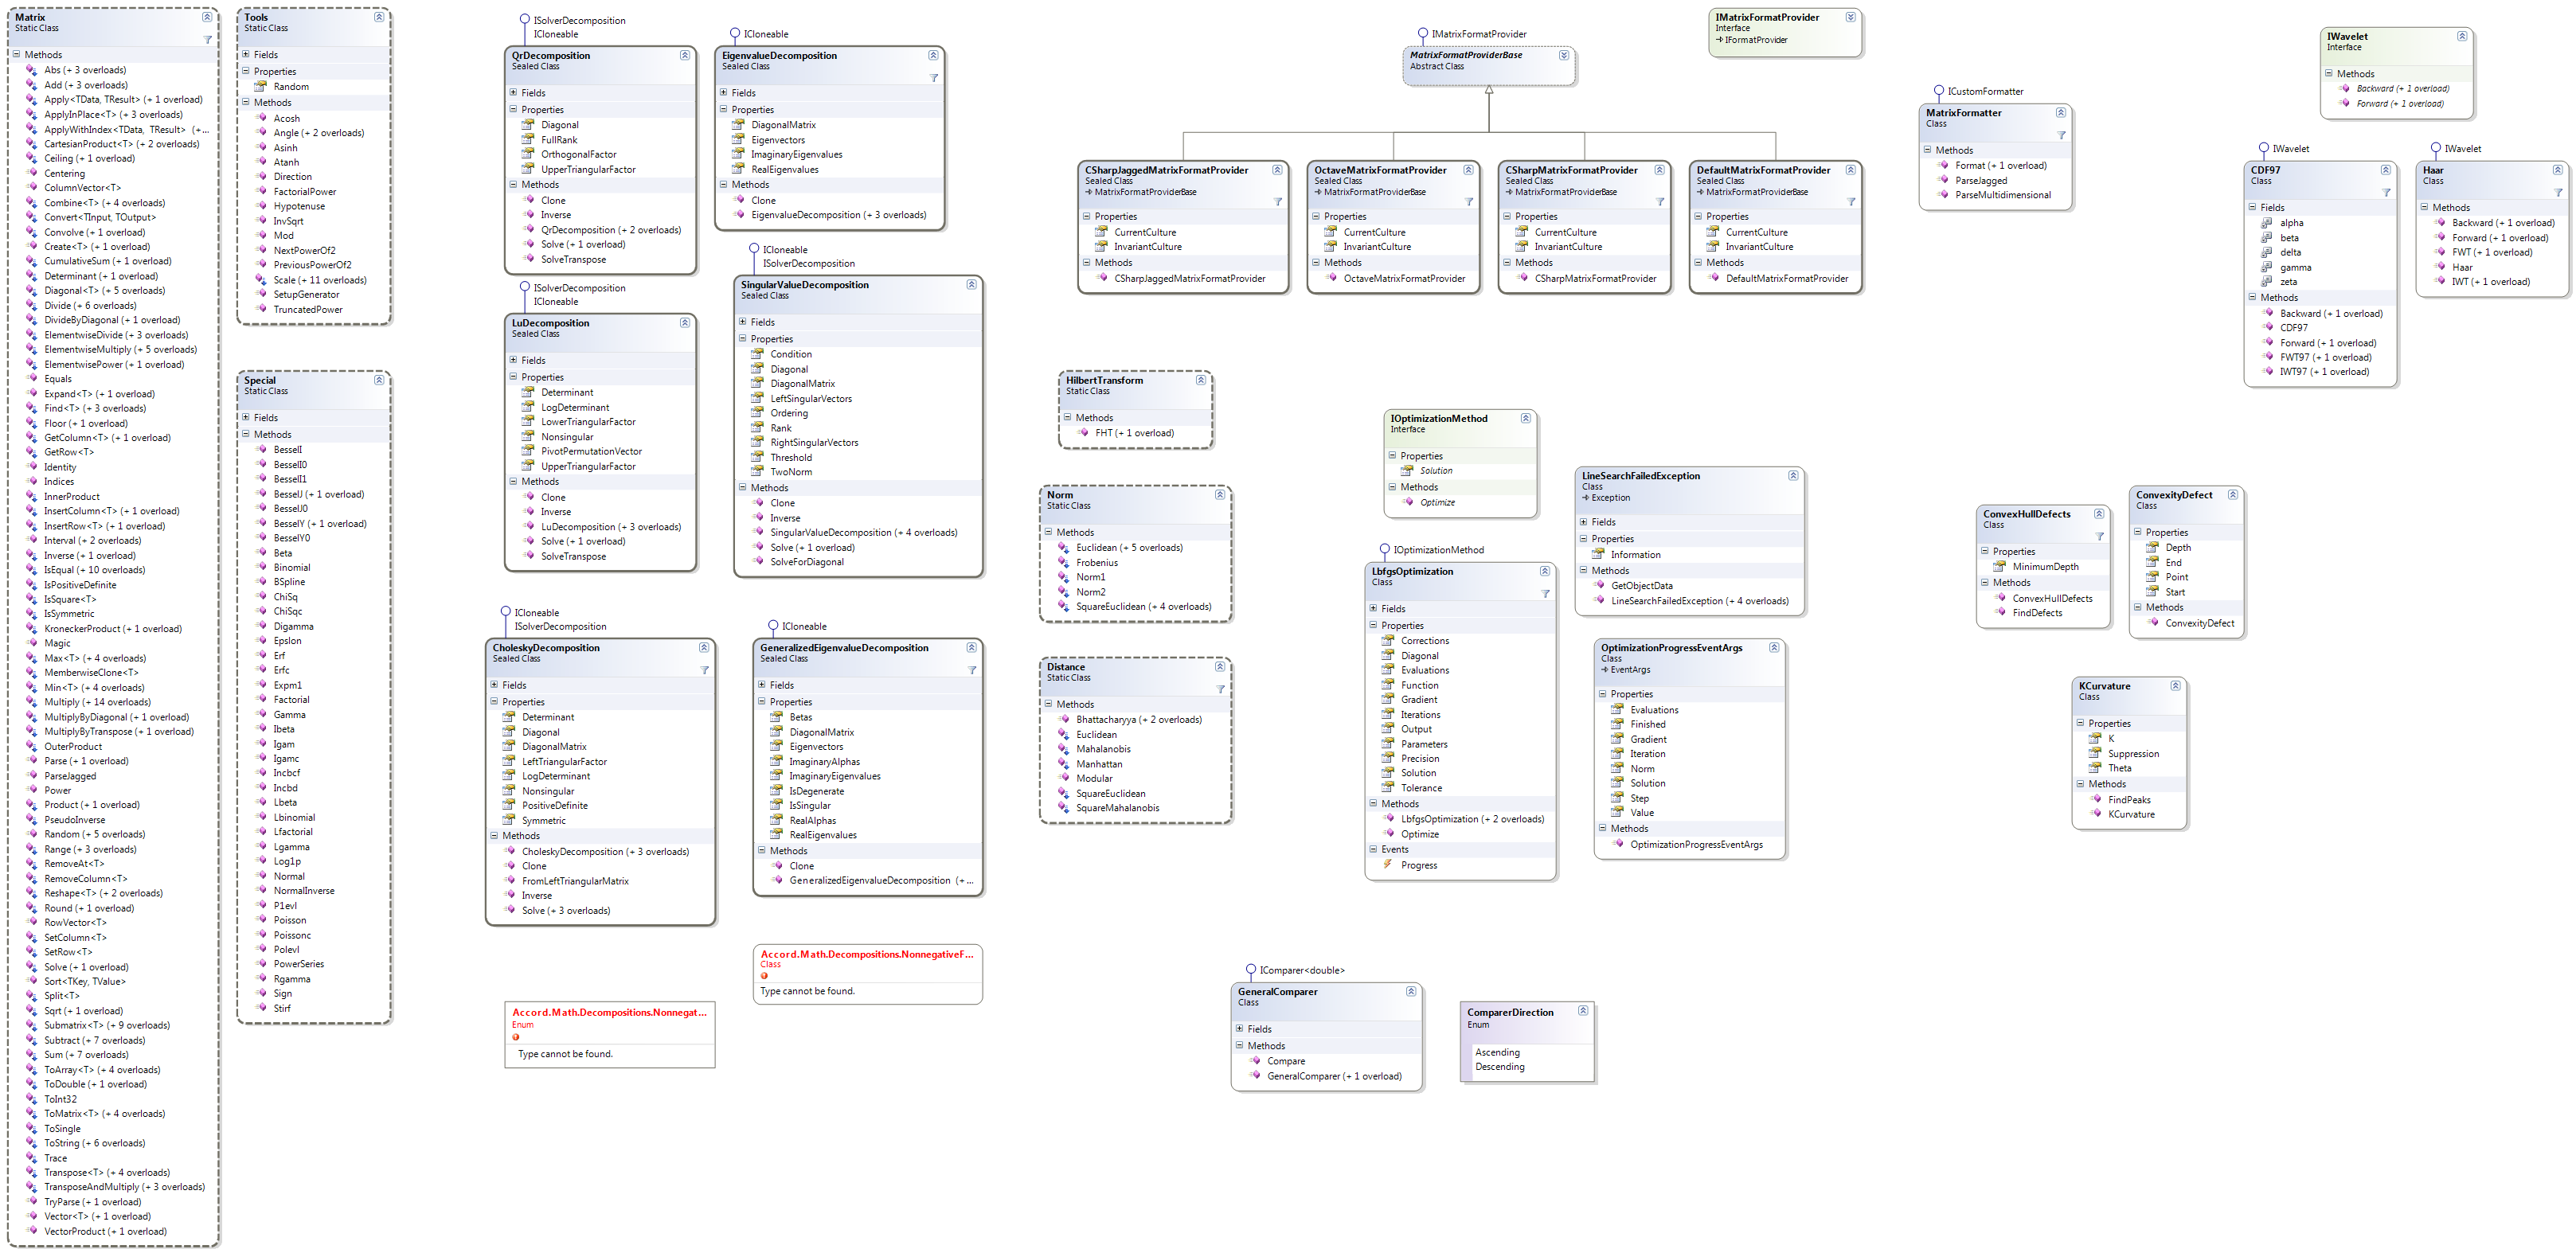 Matrix
Static Class
Methods
Abs (+ 3 overloads)
Add (+ 3 overloads)
Apply<TData, TResult> (+ 1 overload)
ApplyInPlace<T> (+ 3 overloads)
ApplyWithIndex<TData, TResult> (+...
CartesianProduct<T> (+ 2 overloads)
Ceiling (+ 1 overload)
Centering
ColumnVector<T>
Combine<T> (+ 4 overloads)
Convert<TInput, TOutput>
Convolve (+ 1 overload)
Create<T> (+ 1 overload)
CumulativeSum (+ 1 overload)
Determinant (+ 1 overload)
Diagonal<T> (+ 5 overloads)
Divide (+ 6 overloads)
DivideByDiagonal (+ 1 overload)
ElementwiseDivide (+ 3 overloads)
ElementwiseMultiply (+ 5 overloads)
ElementwisePower (+ 1 overload)
Equals
Expand<T> (+ 1 overload)
Find<T> (+ 3 overloads)
Floor (+ 1 overload)
GetColumn<T> (+ 1 overload)
GetRow<T>
Identity
Indices
InnerProduct
InsertColumn<T> (+ 1 overload)
InsertRow<T> (+ 1 overload)
Interval (+ 2 overloads)
Inverse (+ 1 overload)
IsEqual (+ 10 overloads)
IsPositiveDefinite
IsSquare<T>
IsSymmetric
KroneckerProduct (+ 1 overload)
Magic
Max<T> (+ 4 overloads)
MemberwiseClone<T>
Min<T> (+ 4 overloads)
Multiply (+ 14 overloads)
MultiplyByDiagonal (+ 1 overload)
MultiplyByTranspose (+ 1 overload)
OuterProduct
Parse (+ 1 overload)
ParseJagged
Power
Product (+ 1 overload)
PseudoInverse
Random (+ 5 overloads)
Range (+ 3 overloads)
RemoveAt<T>
RemoveColumn<T>
Reshape<T> (+ 2 overloads)
Round (+ 1 overload)
RowVector<T>
SetColumn<T>
SetRow<T>
Solve (+ 1 overload)
Sort<TKey, TValue>
Split<T>
Sqrt (+ 1 overload)
Submatrix<T> (+ 9 overloads)
Subtract (+ 7 overloads)
Sum (+ 7 overloads)
ToArray<T> (+ 4 overloads)
ToDouble (+ 1 overload)
ToInt32
ToMatrix<T> (+ 4 overloads)
ToSingle
ToString (+ 6 overloads)
Trace
Transpose<T> (+ 4 overloads)
TransposeAndMultiply (+ 3 overloads)
TryParse (+ 1 overload)
Vector<T> (+ 1 overload)
VectorProduct (+ 1 overload)
Tools
Static Class
Fields
Properties
Random
Methods
Acosh
Angle (+ 2 overloads)
Asinh
Atanh
Direction
FactorialPower
Hypotenuse
InvSqrt
Mod
NextPowerOf2
PreviousPowerOf2
Scale (+ 11 overloads)
SetupGenerator
TruncatedPower
Special
Static Class
Fields
Methods
BesselI
BesselI0
BesselI1
BesselJ (+ 1 overload)
BesselJ0
BesselY (+ 1 overload)
BesselY0
Beta
Binomial
BSpline
ChiSq
ChiSqc
Digamma
Epslon
Erf
Erfc
Expm1
Factorial
Gamma
Ibeta
Igam
Igamc
Incbcf
Incbd
Lbeta
Lbinomial
Lfactorial
Lgamma
Log1p
Normal
NormalInverse
P1evl
Poisson
Poissonc
Polevl
PowerSeries
Rgamma
Sign
Stirf
ISolverDecomposition
ICloneable
QrDecomposition
Sealed Class
Fields
Properties
Diagonal
FullRank
OrthogonalFactor
UpperTriangularFactor
Methods
Clone
Inverse
QrDecomposition (+ 2 overloads)
Solve (+ 1 overload)
SolveTranspose
ICloneable
EigenvalueDecomposition
Sealed Class
Fields
Properties
DiagonalMatrix
Eigenvectors
ImaginaryEigenvalues
RealEigenvalues
Methods
Clone
EigenvalueDecomposition (+ 3 overloads)
ISolverDecomposition
ICloneable
LuDecomposition
Sealed Class
Fields
Properties
Determinant
LogDeterminant
LowerTriangularFactor
Nonsingular
PivotPermutationVector
UpperTriangularFactor
Methods
Clone
Inverse
LuDecomposition (+ 3 overloads)
Solve (+ 1 overload)
SolveTranspose
ICloneable
ISolverDecomposition
SingularValueDecomposition
Sealed Class
Fields
Properties
Condition
Diagonal
DiagonalMatrix
LeftSingularVectors
Ordering
Rank
RightSingularVectors
Threshold
TwoNorm
Methods
Clone
Inverse
SingularValueDecomposition (+ 4 overloads)
Solve (+ 1 overload)
SolveForDiagonal
ICloneable
ISolverDecomposition
CholeskyDecomposition
Sealed Class
Fields
Properties
Determinant
Diagonal
DiagonalMatrix
LeftTriangularFactor
LogDeterminant
Nonsingular
PositiveDefinite
Symmetric
Methods
CholeskyDecomposition (+ 3 overloads)
Clone
FromLeftTriangularMatrix
Inverse
Solve (+ 3 overloads)
ICloneable
GeneralizedEigenvalueDecomposition
Sealed Class
Fields
Properties
Betas
DiagonalMatrix
Eigenvectors
ImaginaryAlphas
ImaginaryEigenvalues
IsDegenerate
IsSingular
RealAlphas
RealEigenvalues
Methods
Clone
GeneralizedEigenvalueDecomposition (+ ...
Accord.Math.Decompositions.NonnegativeF...
Class
Type cannot be found.
Accord.Math.Decompositions.Nonnegat...
Enum
Type cannot be found.
IMatrixFormatProvider
MatrixFormatProviderBase
Abstract Class
IMatrixFormatProvider
Interface
IFormatProvider
CSharpJaggedMatrixFormatProvider
Sealed Class
MatrixFormatProviderBase
Properties
CurrentCulture
InvariantCulture
Methods
CSharpJaggedMatrixFormatProvider
OctaveMatrixFormatProvider
Sealed Class
MatrixFormatProviderBase
Properties
CurrentCulture
InvariantCulture
Methods
OctaveMatrixFormatProvider
CSharpMatrixFormatProvider
Sealed Class
MatrixFormatProviderBase
Properties
CurrentCulture
InvariantCulture
Methods
CSharpMatrixFormatProvider
DefaultMatrixFormatProvider
Sealed Class
MatrixFormatProviderBase
Properties
CurrentCulture
InvariantCulture
Methods
DefaultMatrixFormatProvider
HilbertTransform
Static Class
Methods
FHT (+ 1 overload)
Norm
Static Class
Methods
Euclidean (+ 5 overloads)
Frobenius
Norm1
Norm2
SquareEuclidean (+ 4 overloads)
Distance
Static Class
Methods
Bhattacharyya (+ 2 overloads)
Euclidean
Mahalanobis
Manhattan
Modular
SquareEuclidean
SquareMahalanobis
IOptimizationMethod
Interface
Properties
Solution
Methods
Optimize
IOptimizationMethod
LbfgsOptimization
Class
Fields
Properties
Corrections
Diagonal
Evaluations
Function
Gradient
Iterations
Output
Parameters
Precision
Solution
Tolerance
Methods
LbfgsOptimization (+ 2 overloads)
Optimize
Events
Progress
LineSearchFailedException
Class
Exception
Fields
Properties
Information
Methods
GetObjectData
LineSearchFailedException (+ 4 overloads)
OptimizationProgressEventArgs
Class
EventArgs
Properties
Evaluations
Finished
Gradient
Iteration
Norm
Solution
Step
Value
Methods
OptimizationProgressEventArgs
IComparer<double>
GeneralComparer
Class
Fields
Methods
Compare
GeneralComparer (+ 1 overload)
ComparerDirection
Enum
Ascending
Descending
ICustomFormatter
MatrixFormatter
Class
Methods
Format (+ 1 overload)
ParseJagged
ParseMultidimensional
IWavelet
Interface
Methods
Backward (+ 1 overload)
Forward (+ 1 overload)
IWavelet
CDF97
Class
Fields
alpha
beta
delta
gamma
zeta
Methods
Backward (+ 1 overload)
CDF97
Forward (+ 1 overload)
FWT97 (+ 1 overload)
IWT97 (+ 1 overload)
IWavelet
Haar
Class
Methods
Backward (+ 1 overload)
Forward (+ 1 overload)
FWT (+ 1 overload)
Haar
IWT (+ 1 overload)
ConvexHullDefects
Class
Properties
MinimumDepth
Methods
ConvexHullDefects
FindDefects
ConvexityDefect
Class
Properties
Depth
End
Point
Start
Methods
ConvexityDefect
KCurvature
Class
Properties
K
Suppression
Theta
Methods
FindPeaks
KCurvature